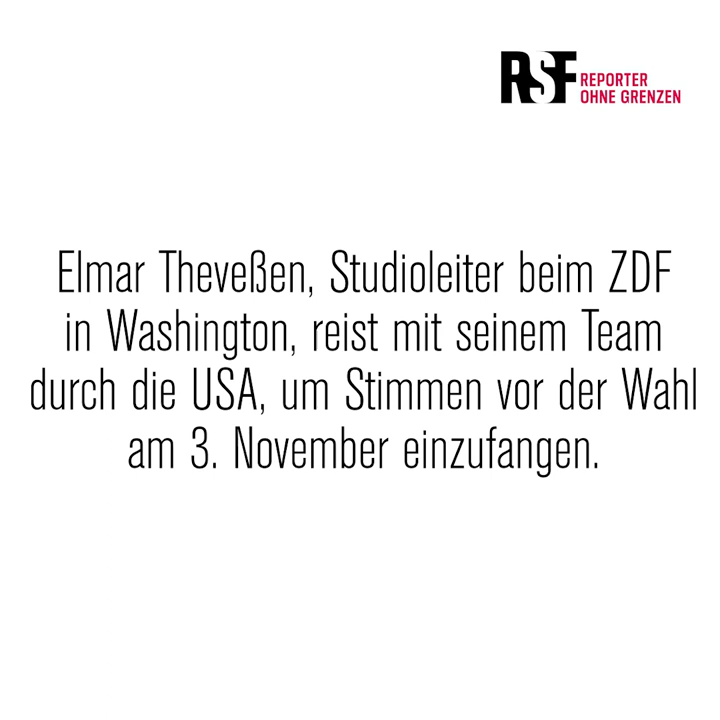 RSF REPORTER
OHNE GRENZEN
Elmar Theveßen, Studioleiter beim ZDF
in Washington, reist mit seinem Team
durch die USA, um Stimmen vor der Wahl
am 3. November einzufangen.